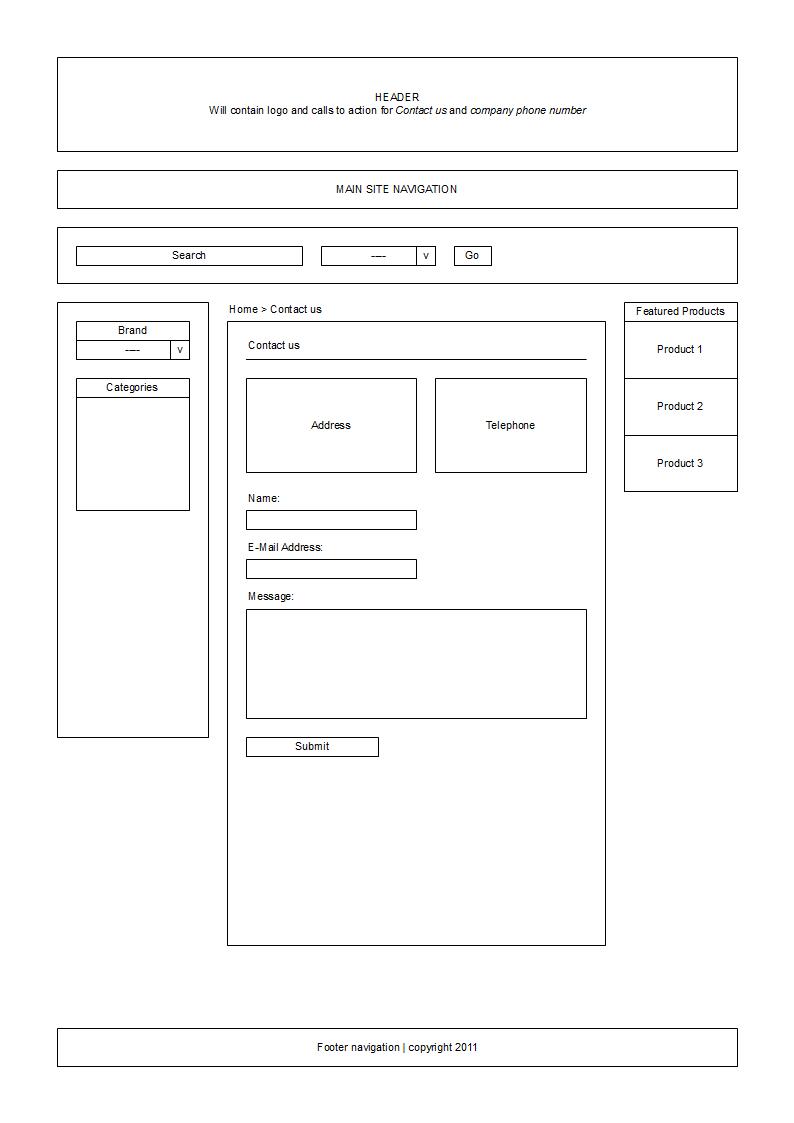 HEADER
Will contain logo and calls to action for Contact us and company phone number
MAIN SITE NAVIGATION
Search
---- v
Go
Brand
---- v
Categories
Home > Contact us
Contact us
Address
Telephone
Name:
E-Mail Address:
Message:
Submit
Featured Products
Product 1
Product 2
Product 3
Footer navigation | copyright 2011